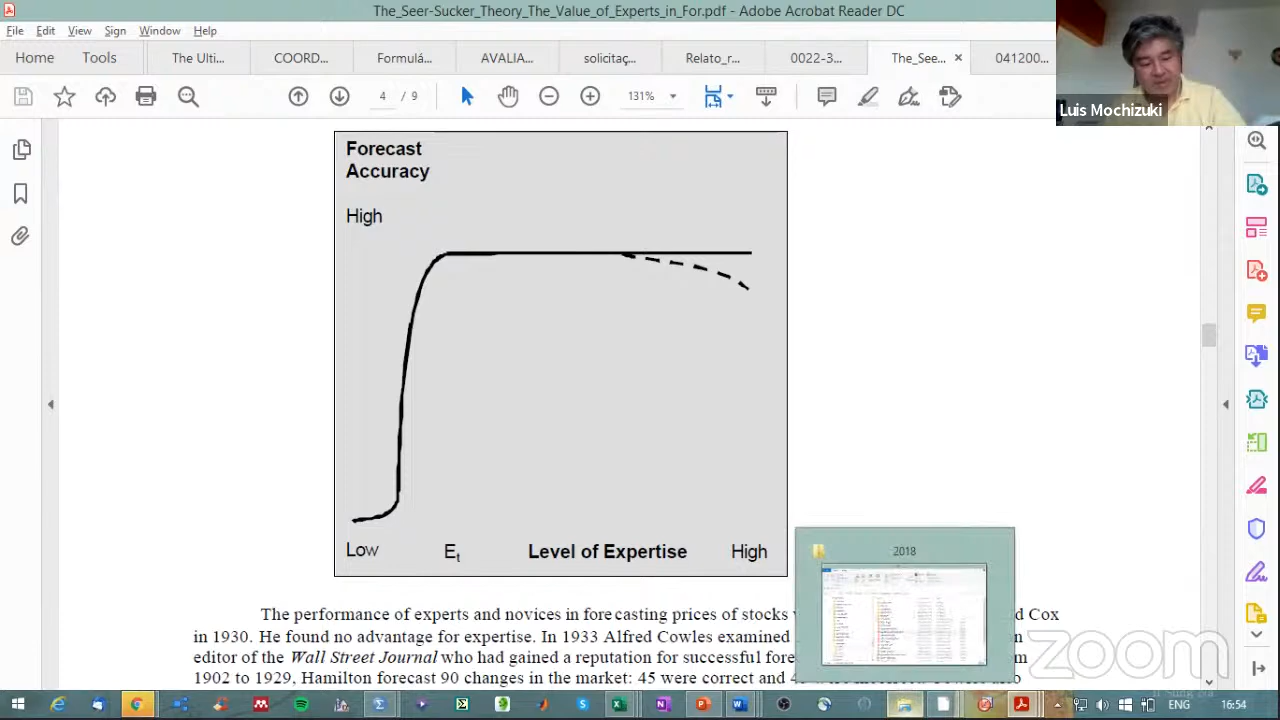 The_Seer-Sucker_Theory_The_Value_of_Experts_in_For.pdf - Adobe Acrobat Reader DC
File Edit View Sign Window Help
Home Tools The Ulti... COORD... Formulá... AVALIA... solicitaç... Relato_r... 0022-3... The_See... × 041200...
4 / 9 131%
Luis Mochizuki
Forecast
Accuracy
High
Low Et Level of Expertise High
2018
The performance of experts and novices in forecasting prices of stocks Cox
in 1930. He found no advantage for expertise. In 1933 Alfred Cowles examined
the Wall Street Journal who had gained a reputation for successful
1902 to 1929, Hamilton forecast 90 changes in the market: 45 were correct and
zoom
ENG 16:54